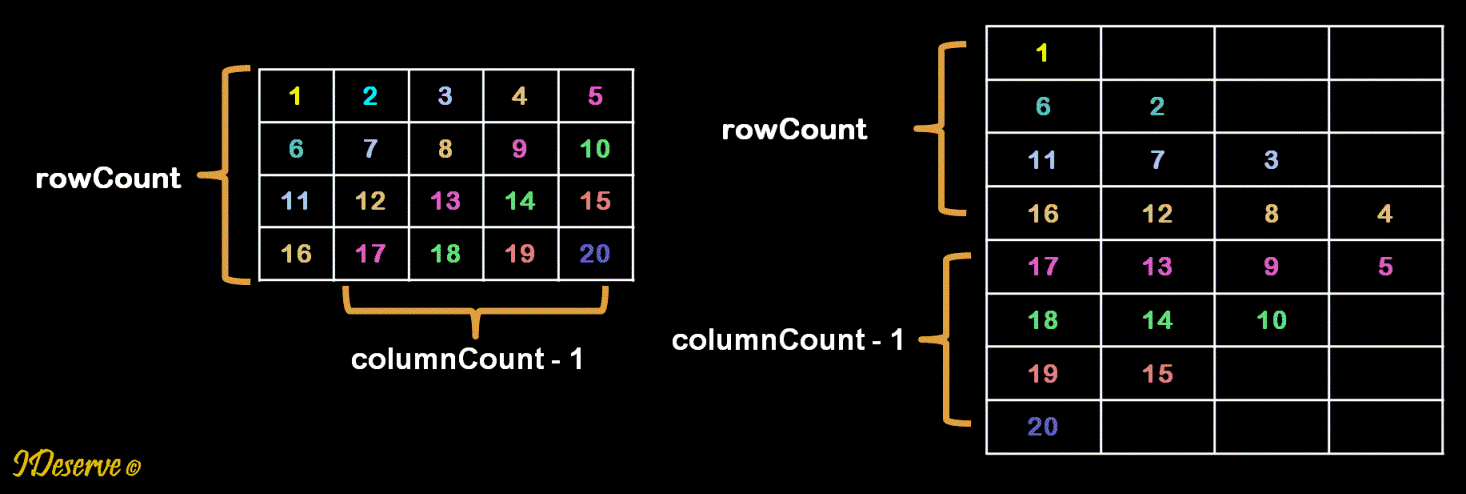 rowCount
1 2 3 4 5
6 7 8 9 10
11 12 13 14 15
16 17 18 19 20
columnCount - 1
rowCount
columnCount - 1
1
6 2
11 7 3
16 12 8 4
17 13 9 5
18 14 10
19 15
20
IDeserve ©